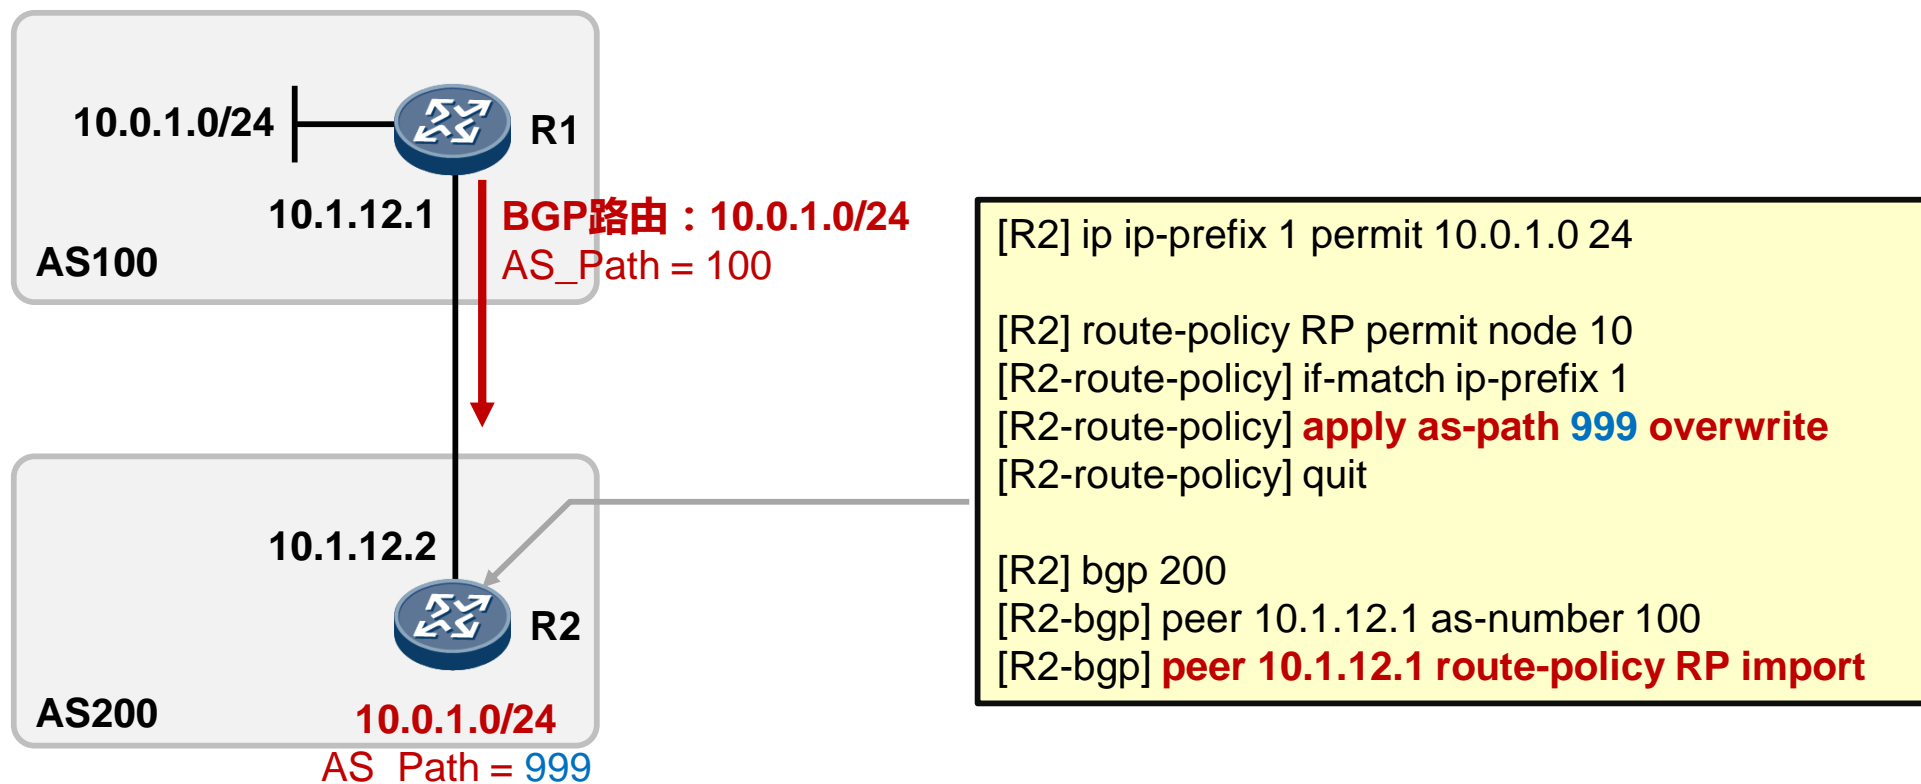 10.0.1.0/24
R1
10.1.12.1
BGP路由：10.0.1.0/24
AS_Path = 100
AS100
10.1.12.2
R2
AS200
10.0.1.0/24
AS_Path = 999
[R2] ip ip-prefix 1 permit 10.0.1.0 24
[R2] route-policy RP permit node 10
[R2-route-policy] if-match ip-prefix 1
[R2-route-policy] apply as-path 999 overwrite
[R2-route-policy] quit
[R2] bgp 200
[R2-bgp] peer 10.1.12.1 as-number 100
[R2-bgp] peer 10.1.12.1 route-policy RP import